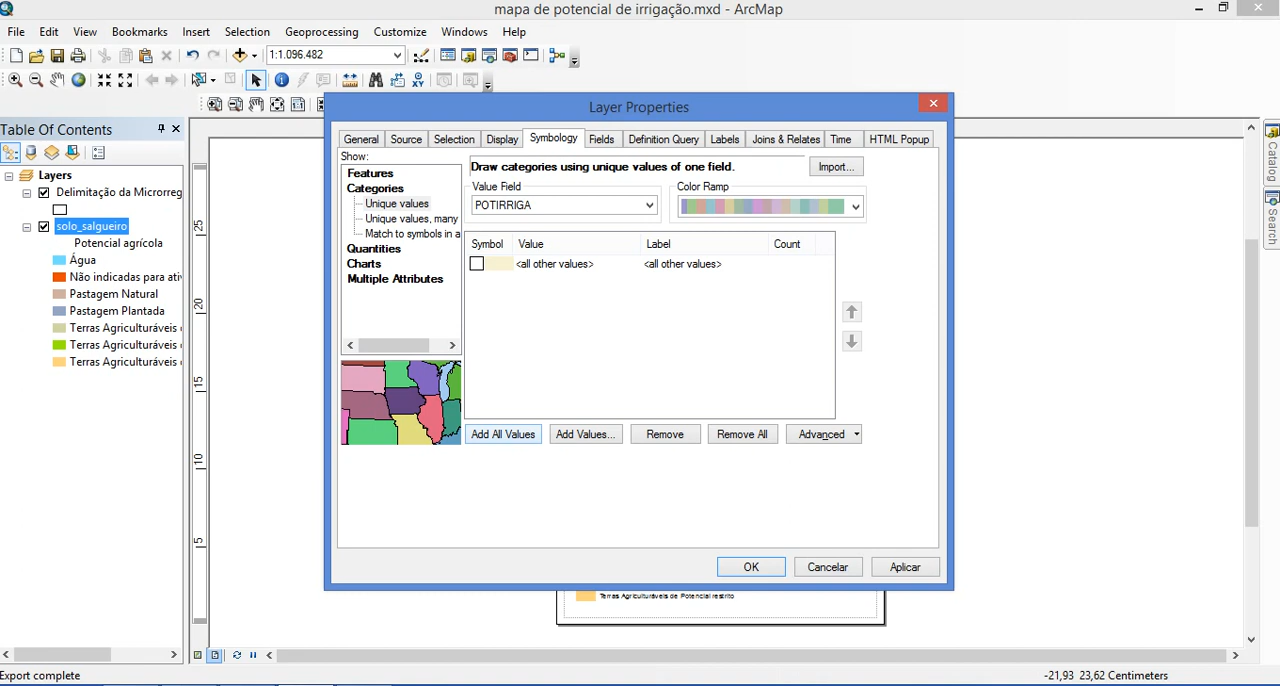 mapa de potencial de irrigação.mxd - ArcMap
File Edit View Bookmarks Insert Selection Geoprocessing Customize Windows Help
1:1.096.482
Table Of Contents
Layers
Delimitação da Microrreg
solo_salgueiro
Potencial agrícola
Água
Não indicadas para ati
Pastagem Natural
Pastagem Plantada
Terras Agriculturáveis
Terras Agriculturáveis
Terras Agriculturáveis
25
20
15
10
5
Layer Properties
General Source Selection Display Symbology Fields Definition Query Labels Joins & Relates Time HTML Popup
Show:
Features
Categories
Unique values
Unique values, many
Match to symbols in a
Quantities
Charts
Multiple Attributes
Draw categories using unique values of one field.
Import...
Value Field
POTIRRIGA
Color Ramp
Symbol Value Label Count
<all other values> <all other values>
Add All Values Add Values... Remove Remove All Advanced
OK Cancelar Aplicar
Terras Agriculturáveis de Potencial restrito
Catalog
Search
Export complete
-21,93 23,62 Centimeters